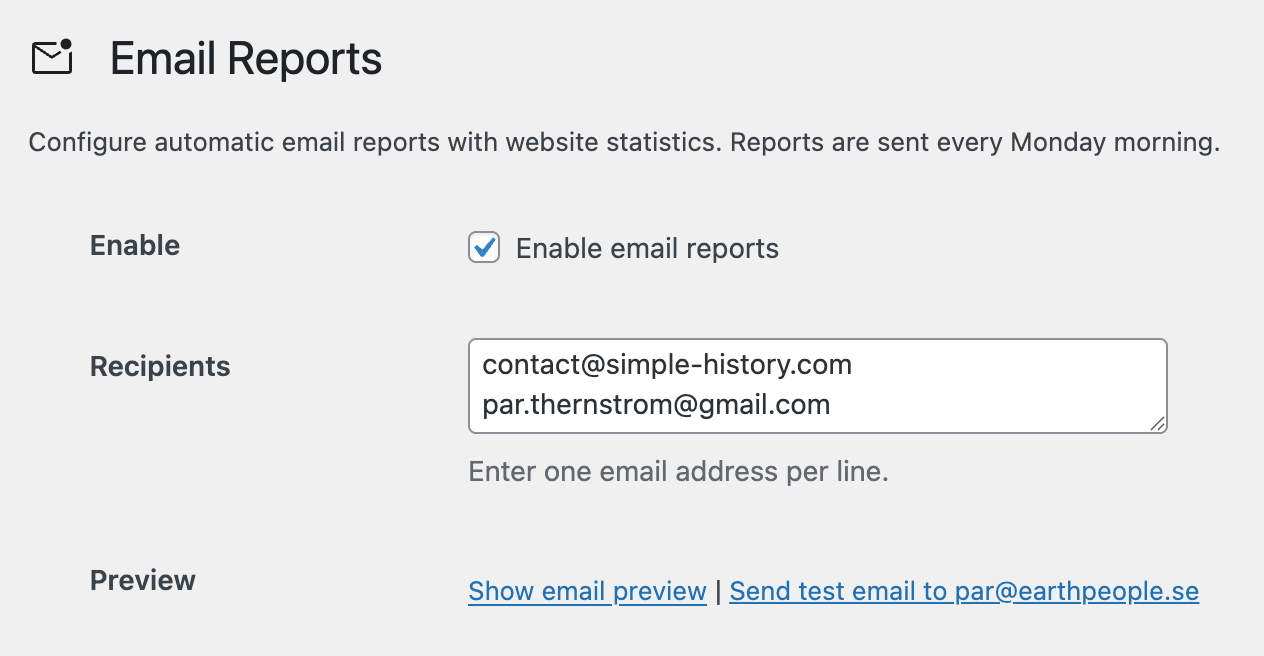 Email Reports
Configure automatic email reports with website statistics. Reports are sent every Monday morning.
Enable
Enable email reports
Recipients
contact@simple-history.com
par.thernstrom@gmail.com
Enter one email address per line.
Preview
Show email preview | Send test email to par@earthpeople.se